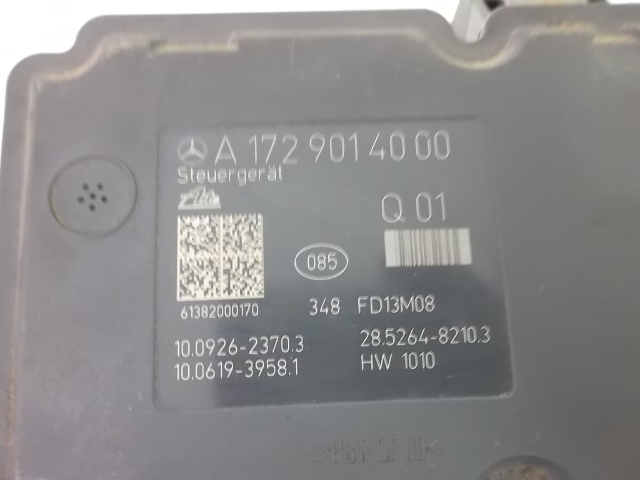 A 172 901 40 00
Steuergerät
Ate
Q 01
085
61382000170
348 FD13M08
10.0926-2370.3
28.5264-8210.3
10.0619-3958.1
HW 1010